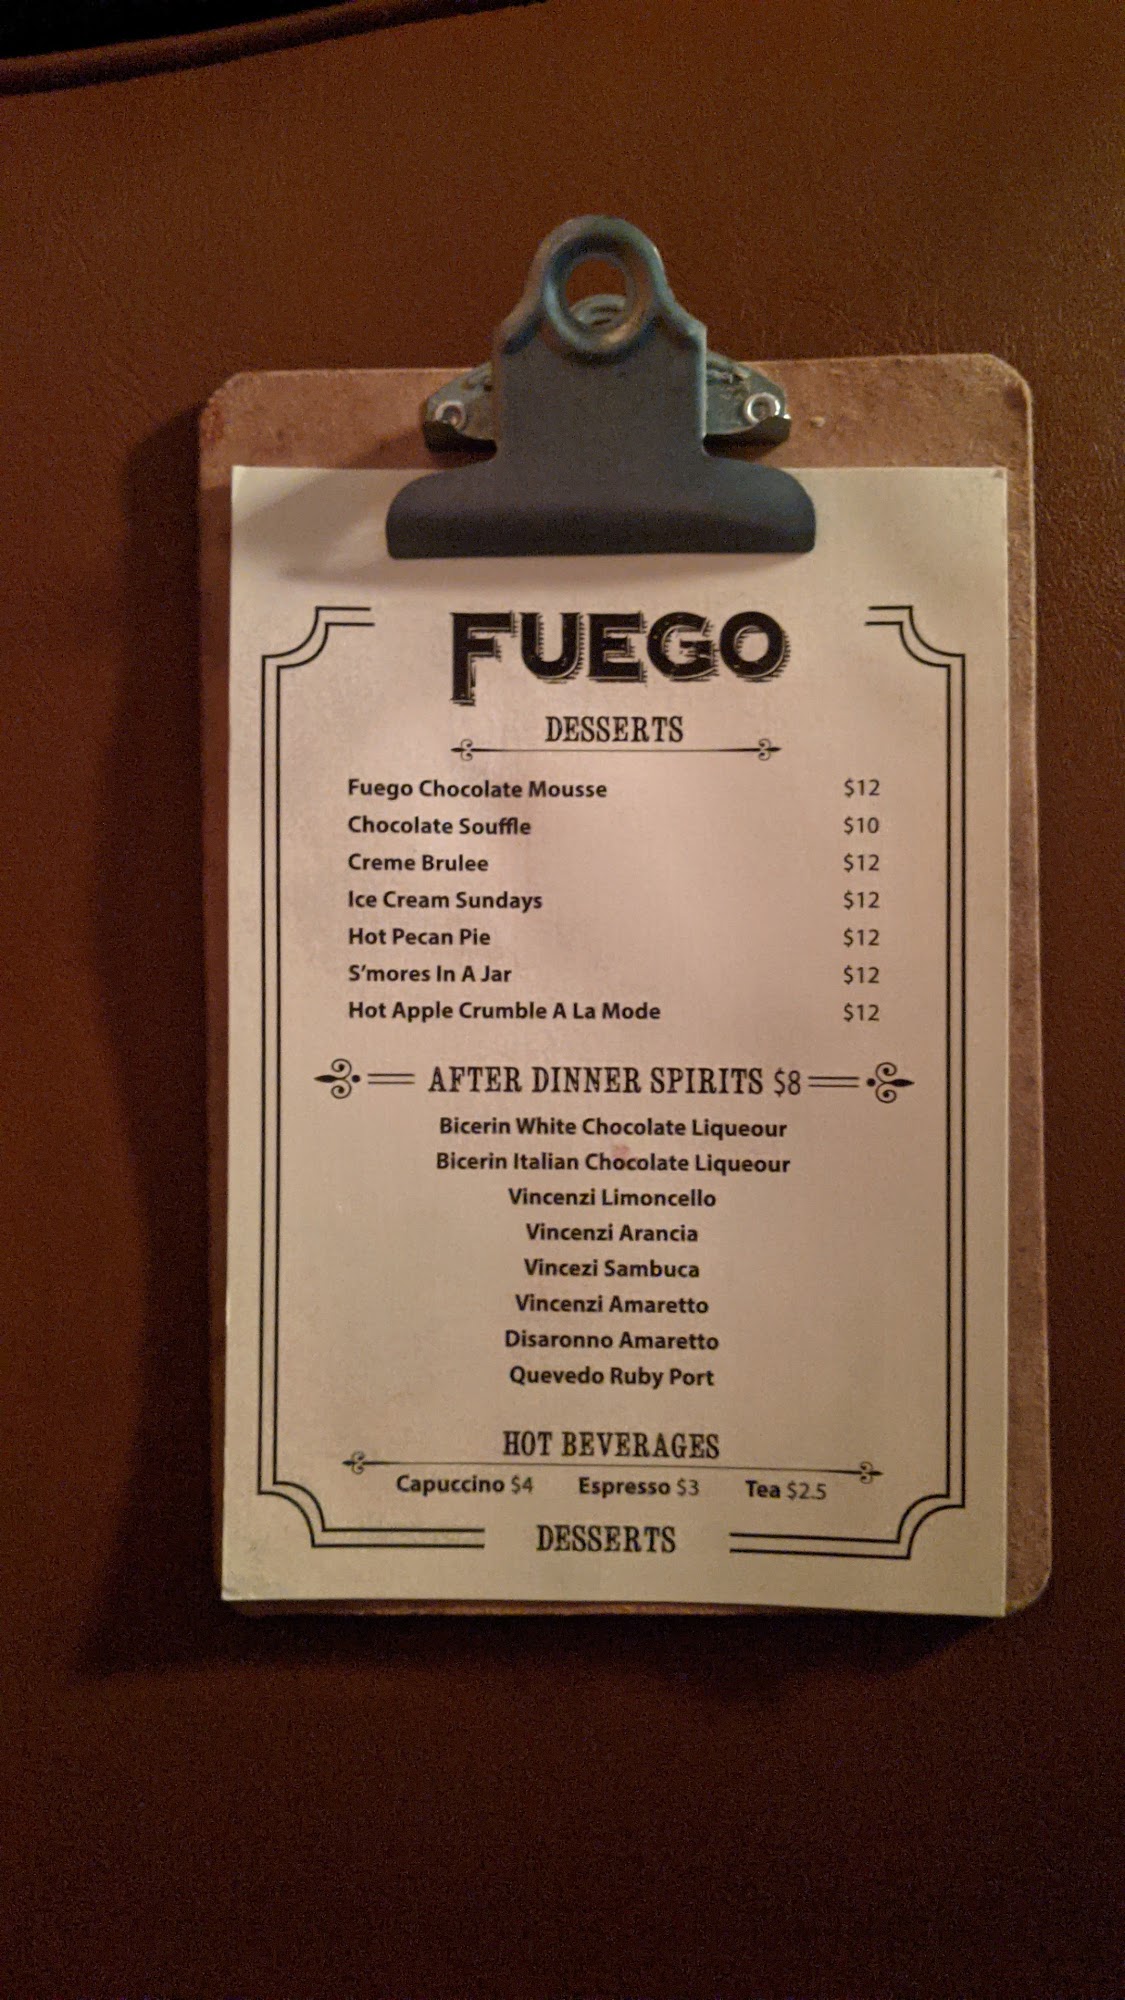 FUEGO
DESSERTS
Fuego Chocolate Mousse $12
Chocolate Souffle $10
Creme Brulee $12
Ice Cream Sundays $12
Hot Pecan Pie $12
S'mores In A Jar $12
Hot Apple Crumble A La Mode $12
AFTER DINNER SPIRITS $8
Bicerin White Chocolate Liqueour
Bicerin Italian Chocolate Liqueour
Vincenzi Limoncello
Vincenzi Arancia
Vincezi Sambuca
Vincenzi Amaretto
Disaronno Amaretto
Quevedo Ruby Port
HOT BEVERAGES
Capuccino $4 Espresso $3 Tea $2.5
DESSERTS